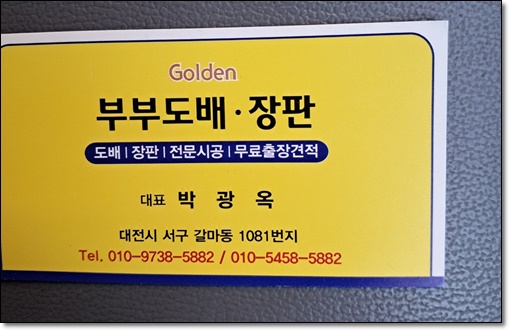 Golden
부부도배·장판
도배 | 장판 | 전문시공 | 무료출장견적
대표 박 광 옥
대전시 서구 갈마동 1081번지
Tel. 010-9738-5882 / 010-5458-5882